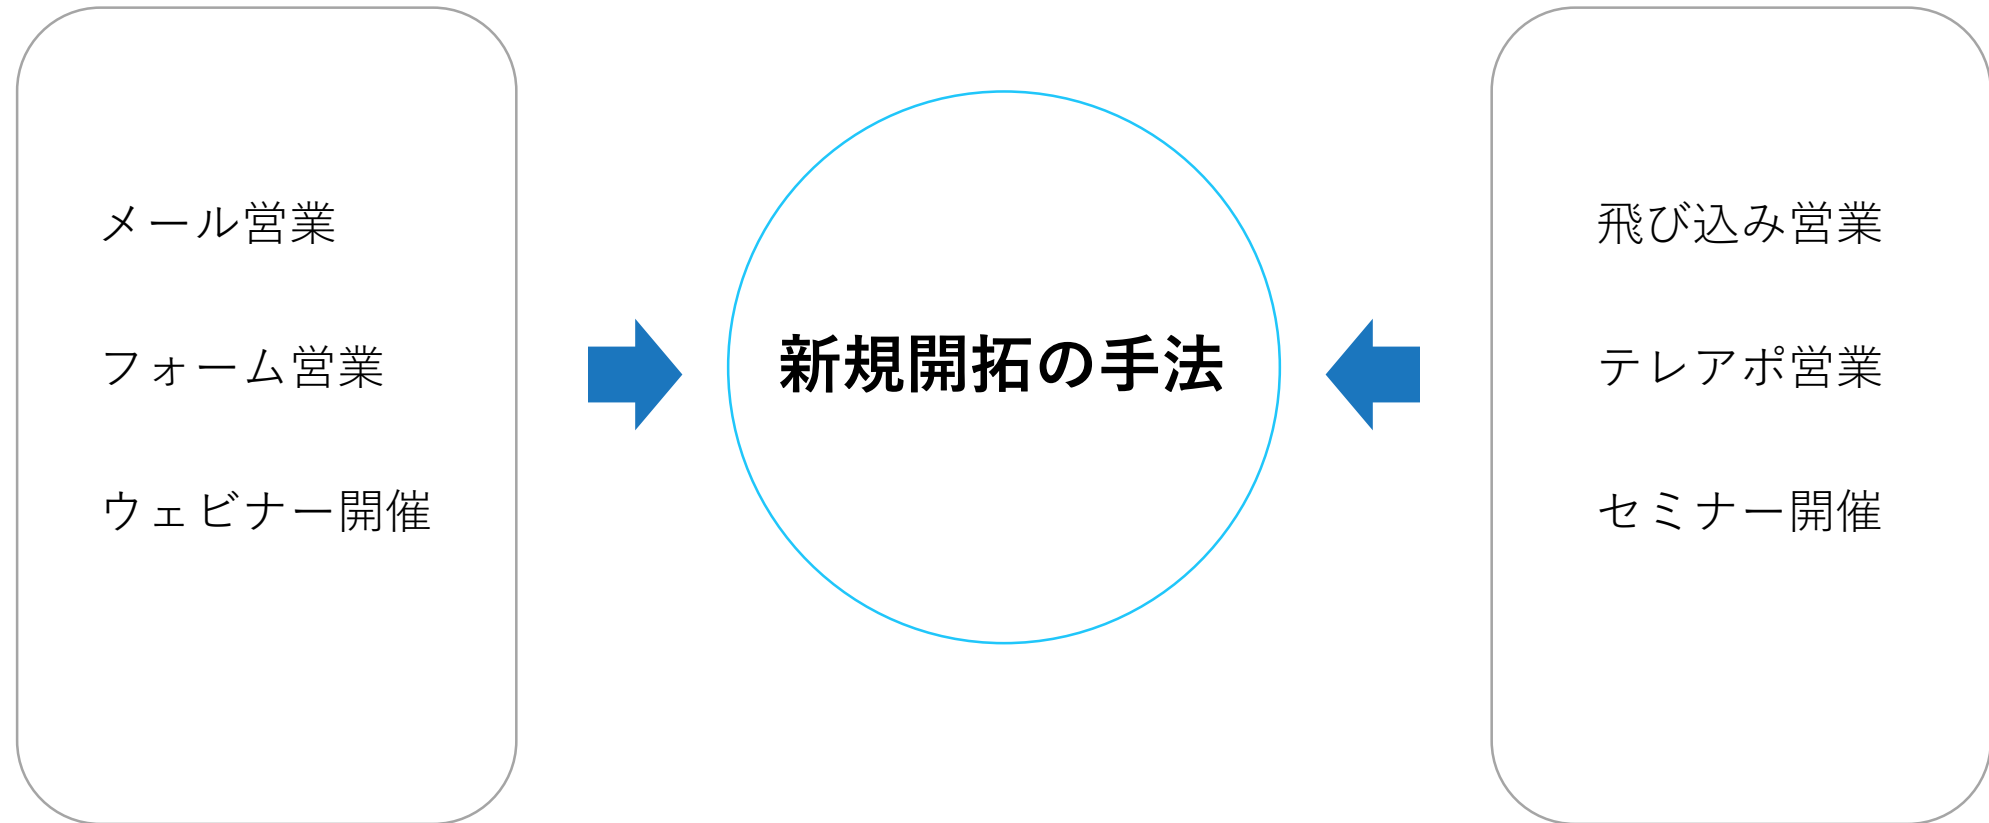 メール営業
フォーム営業
ウェビナー開催
新規開拓の手法
飛び込み営業
テレアポ営業
セミナー開催